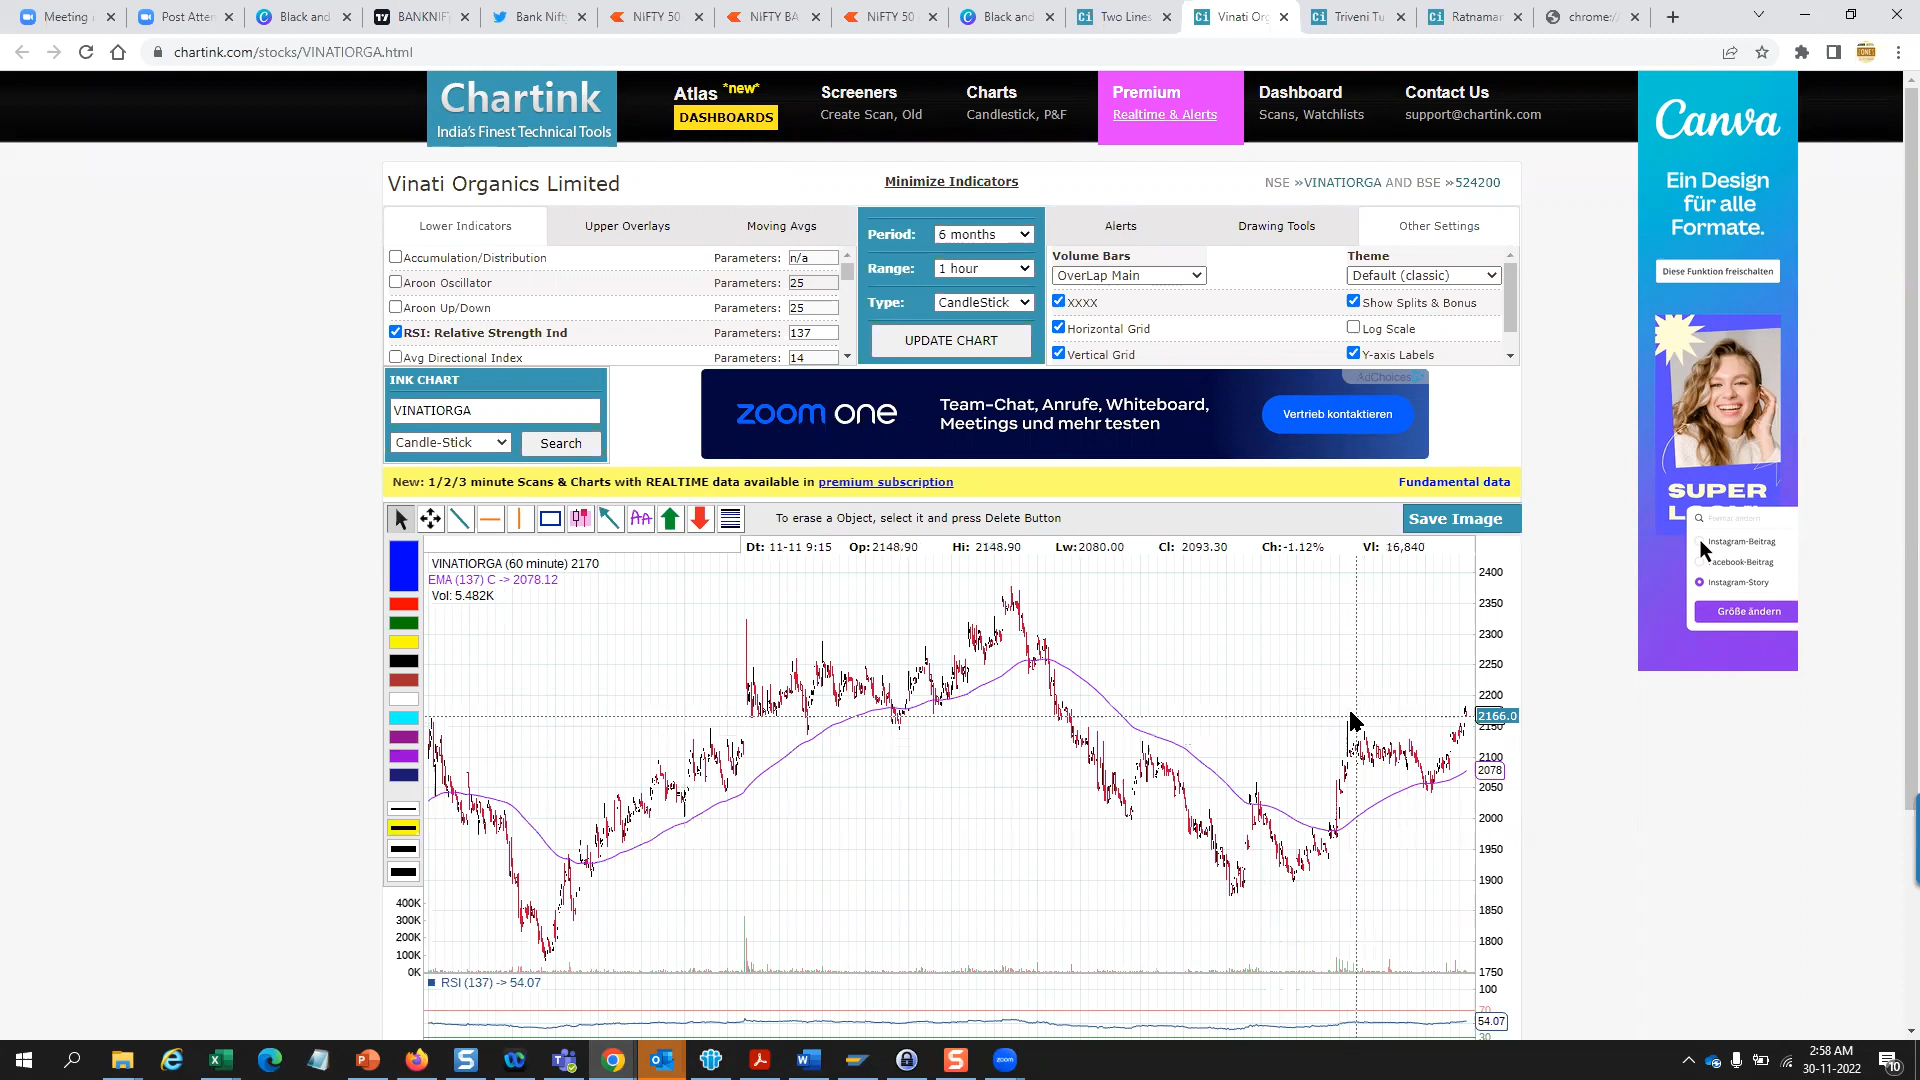 Meeting
Post Atten
Black and
BANKNIF
Bank Nift
NIFTY 50
NIFTY BA
NIFTY 50
Black and
Two Lines
Vinati Org
Triveni Tu
Ratnamar
chrome:/
chartink.com/stocks/VINATIORGA.html
Chartink
India's Finest Technical Tools
Atlas *new*
DASHBOARDS
Screeners
Create Scan, Old
Charts
Candlestick, P&F
Premium
Realtime & Alerts
Dashboard
Scans, Watchlists
Contact Us
support@chartink.com
Vinati Organics Limited
Minimize Indicators
NSE »VINATIORGA AND BSE »524200
Lower Indicators
Upper Overlays
Moving Avgs
Accumulation/Distribution Parameters: n/a
Aroon Oscillator Parameters: 25
Aroon Up/Down Parameters: 25
RSI: Relative Strength Ind Parameters: 137
Avg Directional Index Parameters: 14
Period: 6 months
Range: 1 hour
Type: CandleStick
UPDATE CHART
Alerts
Drawing Tools
Other Settings
Volume Bars
OverLap Main
Theme
Default (classic)
XXXX
Show Splits & Bonus
Horizontal Grid
Log Scale
Vertical Grid
Y-axis Labels
INK CHART
VINATIORGA
Candle-Stick
Search
zoom one
Team-Chat, Anrufe, Whiteboard,
Meetings und mehr testen
Vertrieb kontaktieren
AdChoices
New: 1/2/3 minute Scans & Charts with REALTIME data available in premium subscription
Fundamental data
To erase a Object, select it and press Delete Button
Save Image
Dt: 11-11 9:15 Op:2148.90 Hi: 2148.90 Lw:2080.00 Cl: 2093.30 Ch:-1.12% Vl: 16,840
VINATIORGA (60 minute) 2170
EMA (137) C -> 2078.12
Vol: 5.482K
2400
2350
2300
2250
2200
2166.0
2100
2078
2050
2000
1950
1900
1850
1800
1750
400K
300K
200K
100K
0K
RSI (137) -> 54.07
100
70
54.07
30
Canva
Ein Design
für alle
Formate.
Diese Funktion freischalten
SUPER
Format ändern
Instagram-Beitrag
Facebook-Beitrag
Instagram-Story
Größe ändern
zoom
2:58 AM
30-11-2022
10